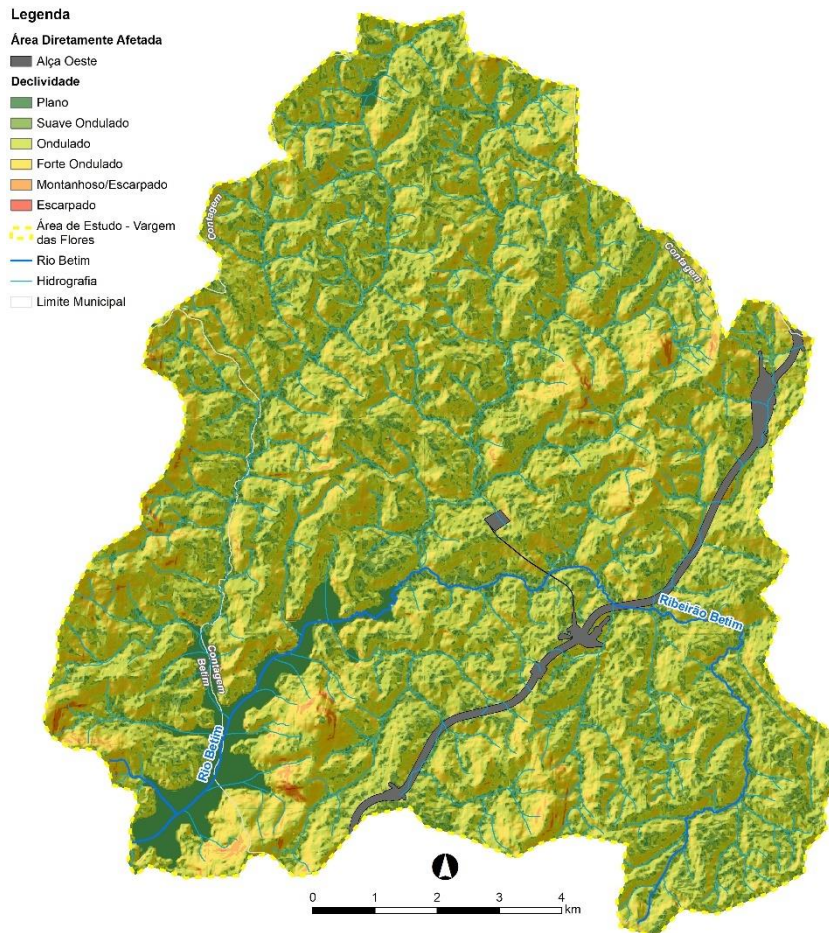 Legenda
Área Diretamente Afetada
Alça Oeste
Declividade
Plano
Suave Ondulado
Ondulado
Forte Ondulado
Montanhoso/Escarpado
Escarpado
Área de Estudo - Vargem
das Flores
Rio Betim
Hidrografia
Limite Municipal
Contagem
Contagem
Ribeirão Betim
Contagem
Betim
Rio Betim
0 1 2 3 4
km